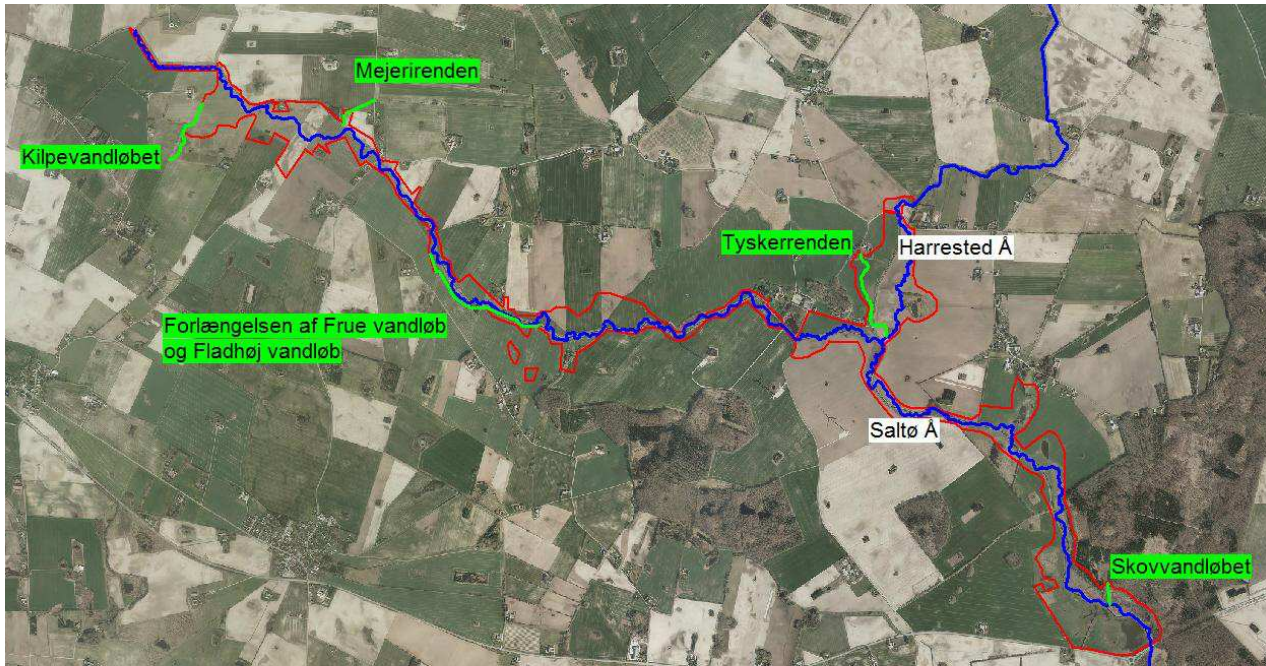 Mejerirenden
Kilpevandløbet
Tyskerrenden
Harrested Å
Forlængelsen af Frue vandløb
og Fladhøj vandløb
Saltø Å
Skovvandløbet